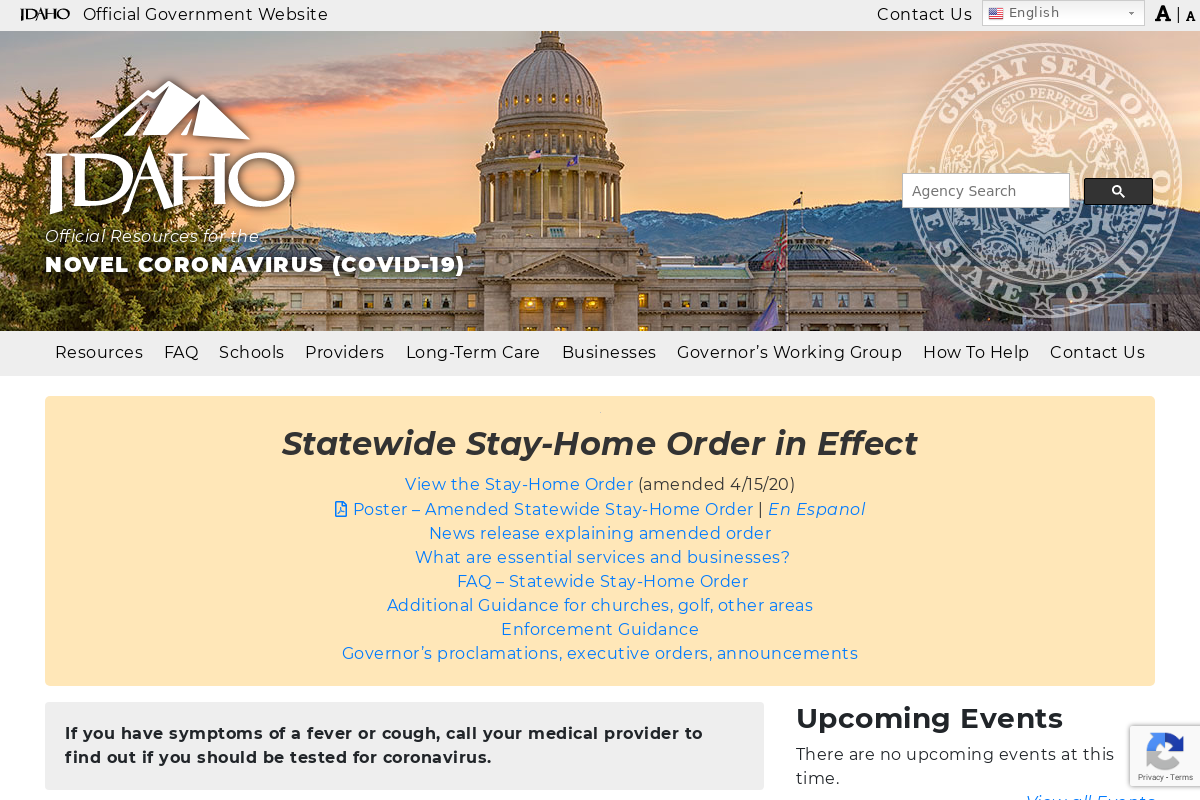 IDAHO Official Government Website
Contact Us
English
A | A
IDAHO
Official Resources for the
NOVEL CORONAVIRUS (COVID-19)
GREAT SEAL OF
ESTO PERPETUA
THE STATE OF IDAHO
Agency Search
Resources FAQ Schools Providers Long-Term Care Businesses Governor’s Working Group How To Help Contact Us
Statewide Stay-Home Order in Effect
View the Stay-Home Order (amended 4/15/20)
Poster – Amended Statewide Stay-Home Order | En Espanol
News release explaining amended order
What are essential services and businesses?
FAQ – Statewide Stay-Home Order
Additional Guidance for churches, golf, other areas
Enforcement Guidance
Governor’s proclamations, executive orders, announcements
If you have symptoms of a fever or cough, call your medical provider to
find out if you should be tested for coronavirus.
Upcoming Events
There are no upcoming events at this
time.
View all Events
Privacy - Terms